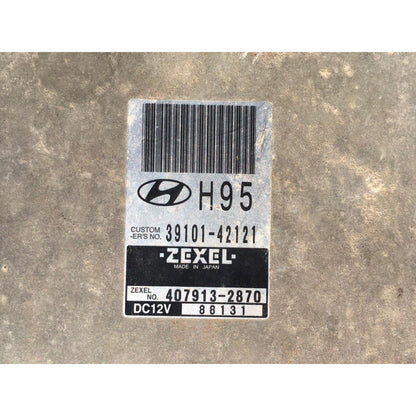 H95
CUSTOM
-ER'S NO. 39101-42121
·ZEXEL·
MADE IN JAPAN
ZEXEL
NO. 407913-2870
DC12V 88131